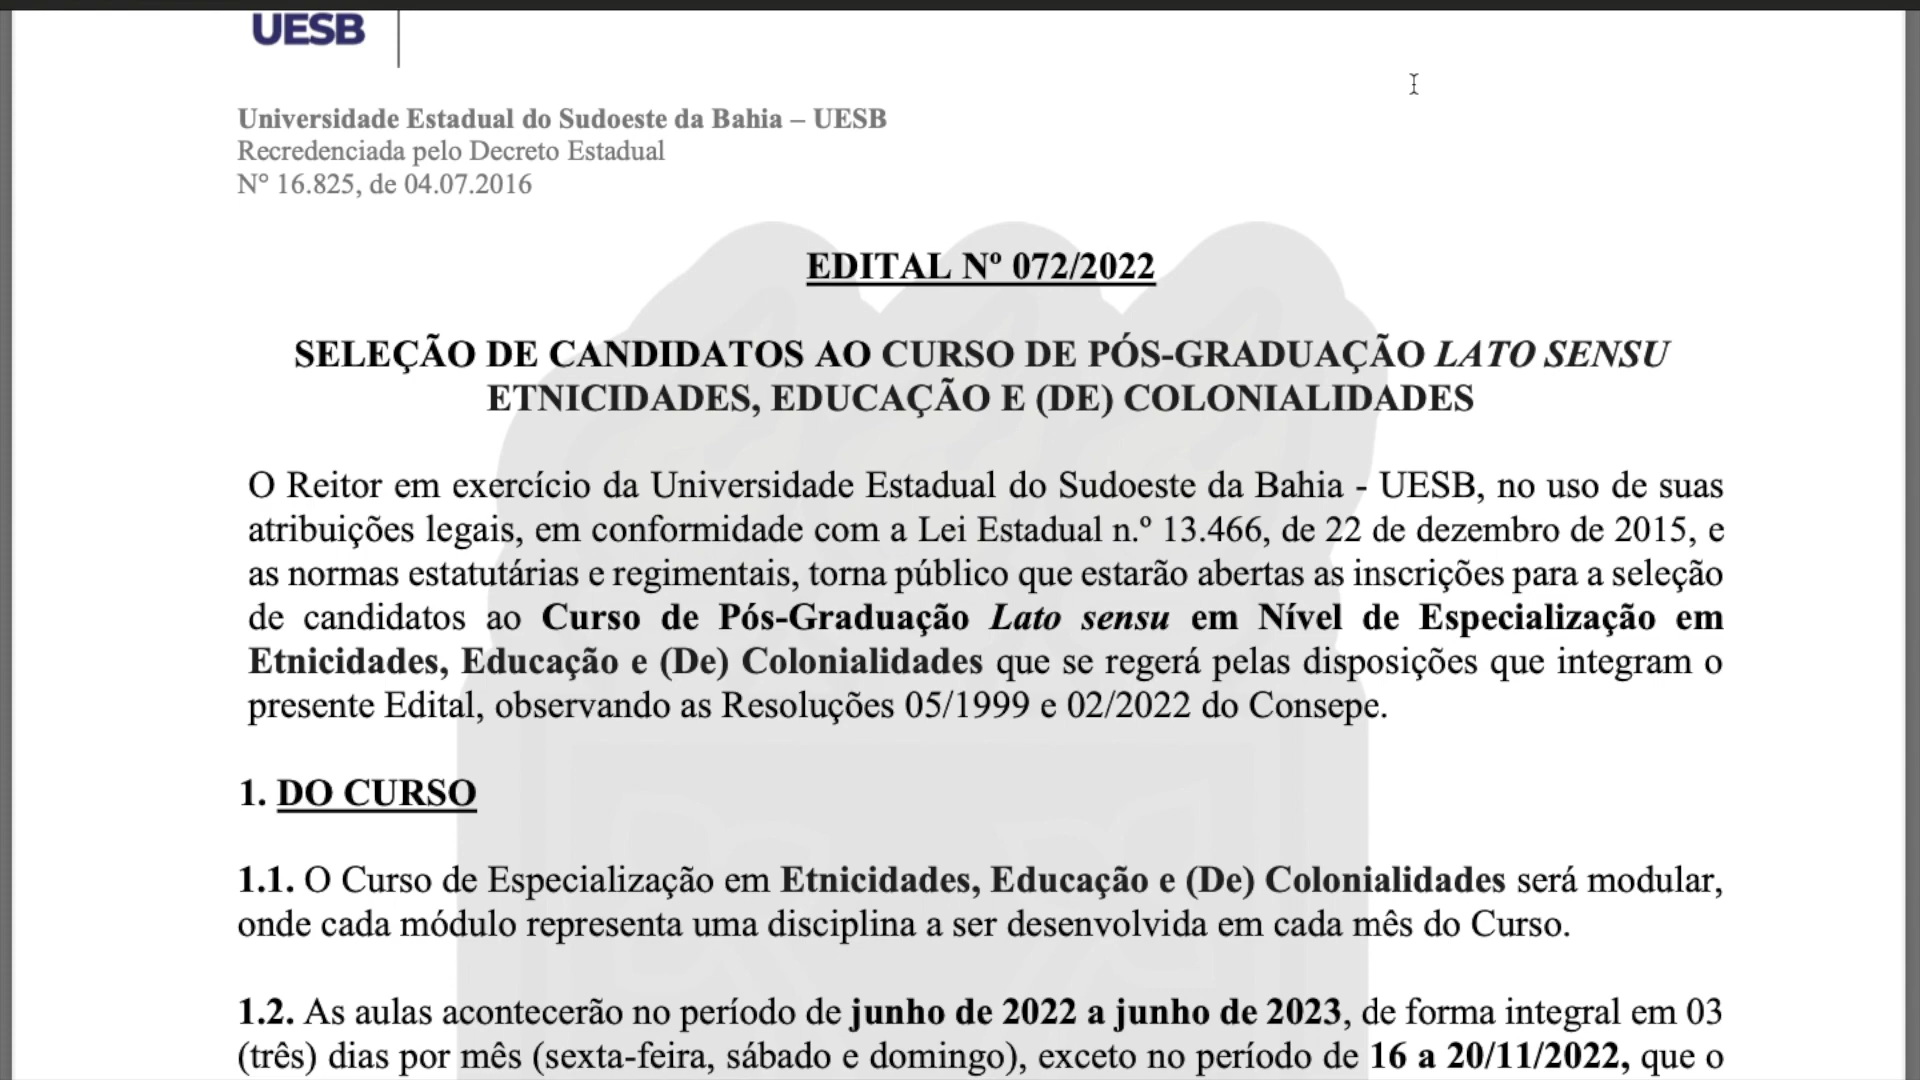 UESB
Universidade Estadual do Sudoeste da Bahia – UESB
Recredenciada pelo Decreto Estadual
N° 16.825, de 04.07.2016
EDITAL Nº 072/2022
SELEÇÃO DE CANDIDATOS AO CURSO DE PÓS-GRADUAÇÃO LATO SENSU
ETNICIDADES, EDUCAÇÃO E (DE) COLONIALIDADES
O Reitor em exercício da Universidade Estadual do Sudoeste da Bahia - UESB, no uso de suas
atribuições legais, em conformidade com a Lei Estadual n.º 13.466, de 22 de dezembro de 2015, e
as normas estatutárias e regimentais, torna público que estarão abertas as inscrições para a seleção
de candidatos ao Curso de Pós-Graduação Lato sensu em Nível de Especialização em
Etnicidades, Educação e (De) Colonialidades que se regerá pelas disposições que integram o
presente Edital, observando as Resoluções 05/1999 e 02/2022 do Consepe.
1. DO CURSO
1.1. O Curso de Especialização em Etnicidades, Educação e (De) Colonialidades será modular,
onde cada módulo representa uma disciplina a ser desenvolvida em cada mês do Curso.
1.2. As aulas acontecerão no período de junho de 2022 a junho de 2023, de forma integral em 03
(três) dias por mês (sexta-feira, sábado e domingo), exceto no período de 16 a 20/11/2022, que o